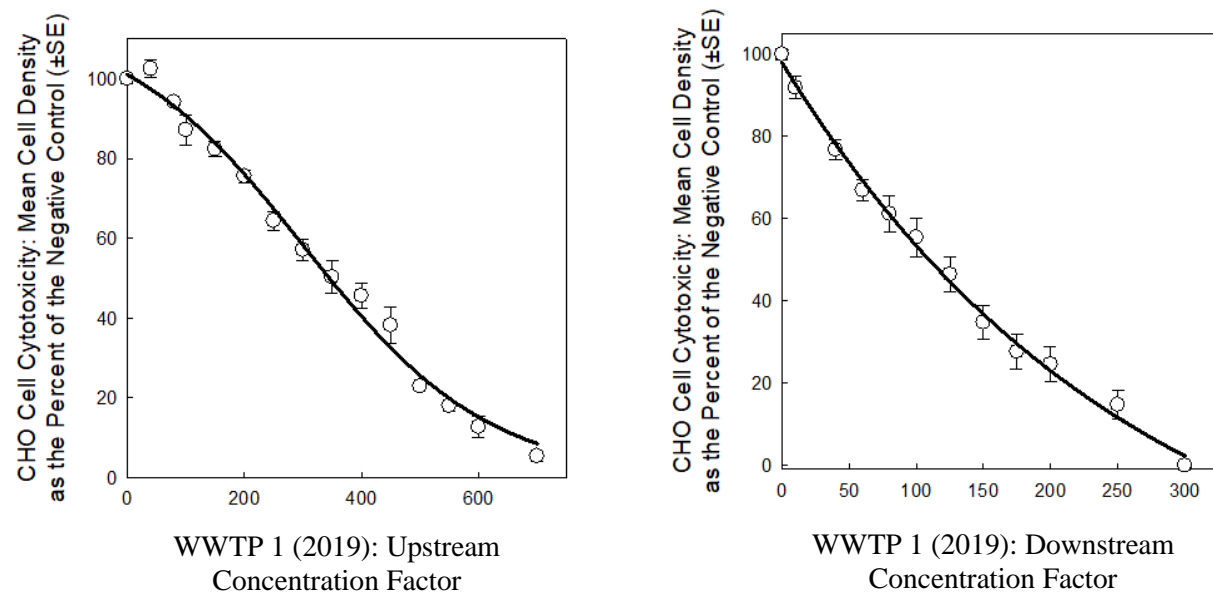 CHO Cell Cytotoxicity: Mean Cell Density
as the Percent of the Negative Control (±SE)
100
80
60
40
20
0
0 200 400 600
WWTP 1 (2019): Upstream
Concentration Factor
CHO Cell Cytotoxicity: Mean Cell Density
as the Percent of the Negative Control (±SE)
100
80
60
40
20
0
0 50 100 150 200 250 300
WWTP 1 (2019): Downstream
Concentration Factor